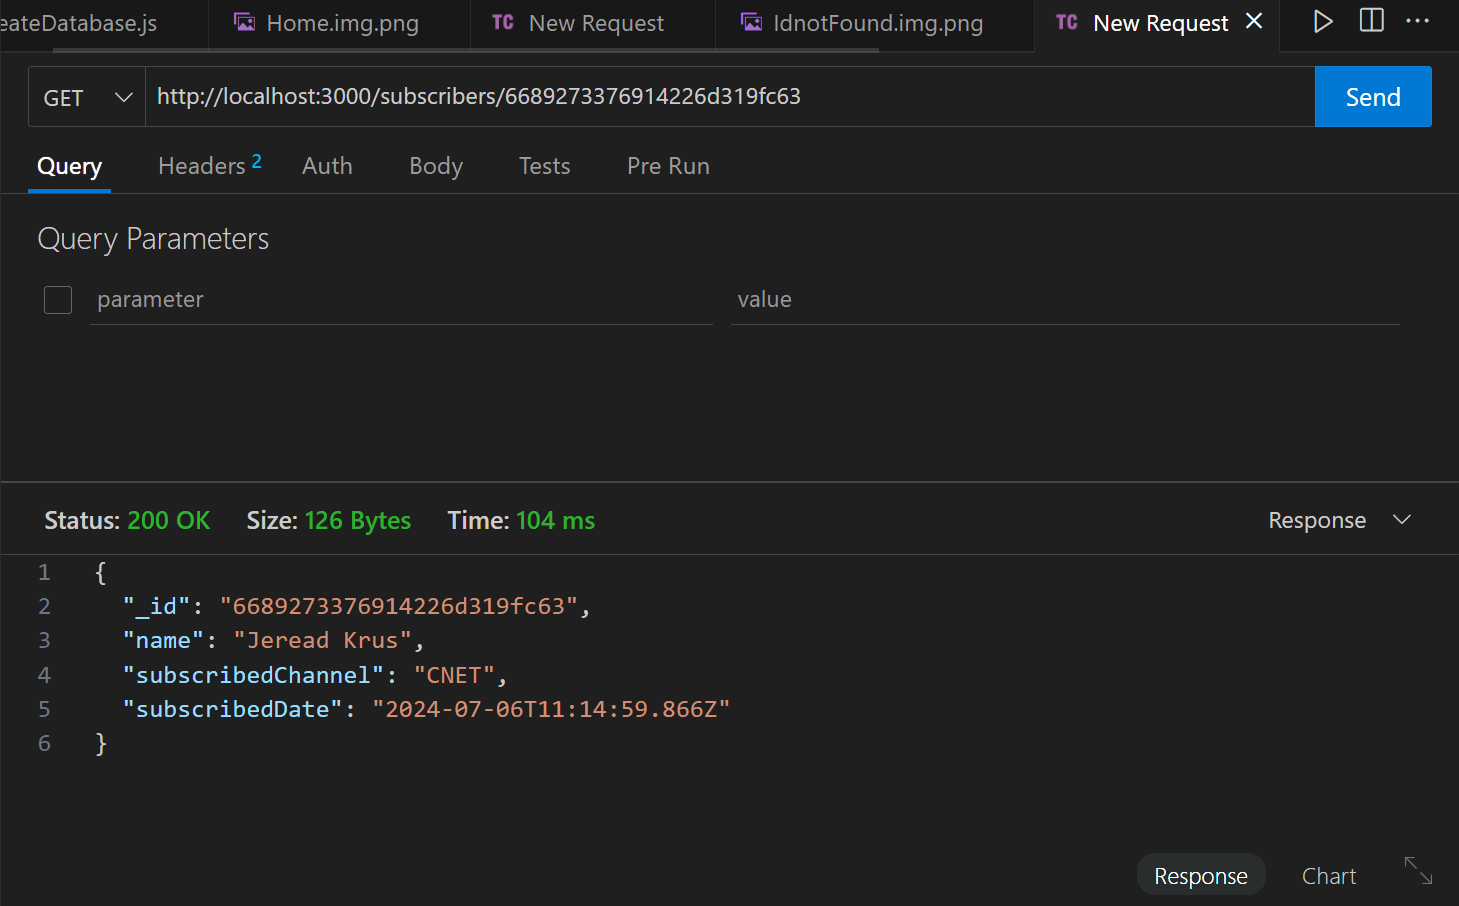 eateDatabase.js Home.img.png TC New Request IdnotFound.img.png TC New Request
GET http://localhost:3000/subscribers/6689273376914226d319fc63 Send
Query Headers 2 Auth Body Tests Pre Run
Query Parameters
parameter value
Status: 200 OK Size: 126 Bytes Time: 104 ms Response
1 {
2 "_id": "6689273376914226d319fc63",
3 "name": "Jeread Krus",
4 "subscribedChannel": "CNET",
5 "subscribedDate": "2024-07-06T11:14:59.866Z"
6 }
Response Chart